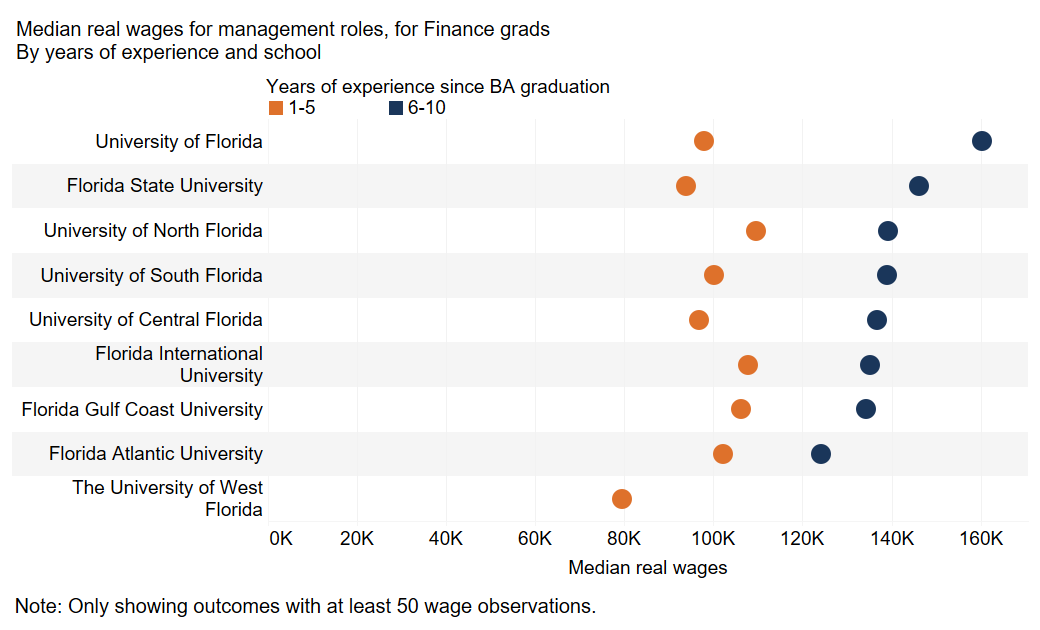 Median real wages for management roles, for Finance grads
By years of experience and school
Years of experience since BA graduation
1-5 6-10
University of Florida
Florida State University
University of North Florida
University of South Florida
University of Central Florida
Florida International
University
Florida Gulf Coast University
Florida Atlantic University
The University of West
Florida
0K 20K 40K 60K 80K 100K 120K 140K 160K
Median real wages
Note: Only showing outcomes with at least 50 wage observations.